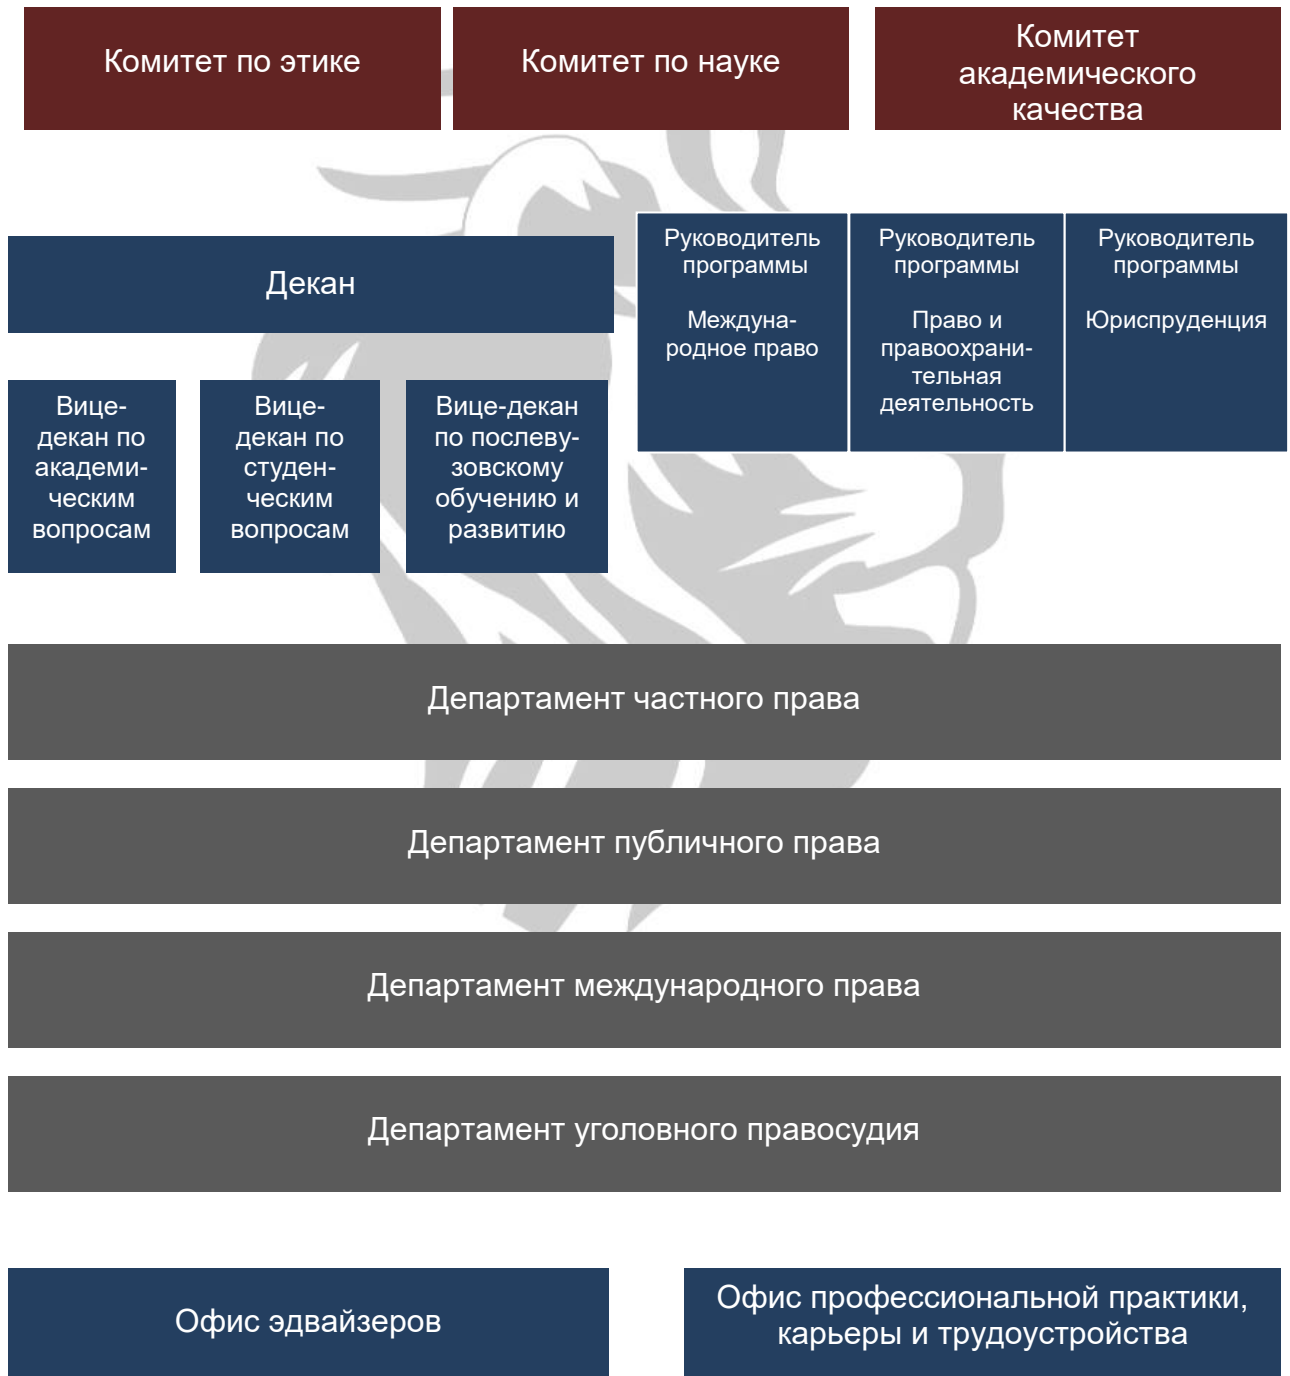 Комитет по этике
Комитет по науке
Комитет
академического
качества
Декан
Руководитель
программы
Междуна-
родное право
Руководитель
программы
Право и
правоохрани-
тельная
деятельность
Руководитель
программы
Юриспруденция
Вице-
декан по
академи-
ческим
вопросам
Вице-
декан по
студен-
ческим
вопросам
Вице-декан
по послеву-
зовскому
обучению и
развитию
Департамент частного права
Департамент публичного права
Департамент международного права
Департамент уголовного правосудия
Офис эдвайзеров
Офис профессиональной практики,
карьеры и трудоустройства